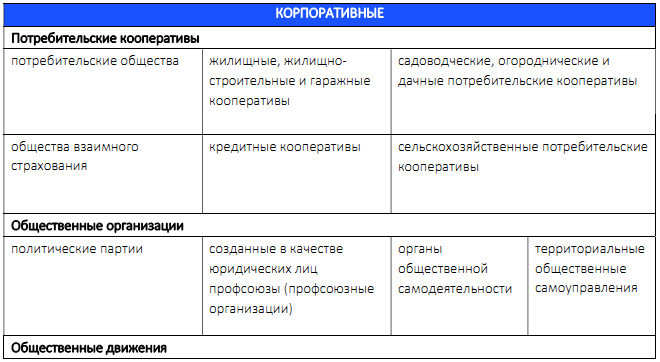 КОРПОРАТИВНЫЕ
Потребительские кооперативы
потребительские общества
жилищные, жилищно-
строительные и гаражные
кооперативы
садоводческие, огороднические и
дачные потребительские кооперативы
общества взаимного
страхования
кредитные кооперативы
сельскохозяйственные потребительские
кооперативы
Общественные организации
политические партии
созданные в качестве
юридических лиц
профсоюзы (профсоюзные
организации)
органы
общественной
самодеятельности
территориальные
общественные
самоуправления
Общественные движения